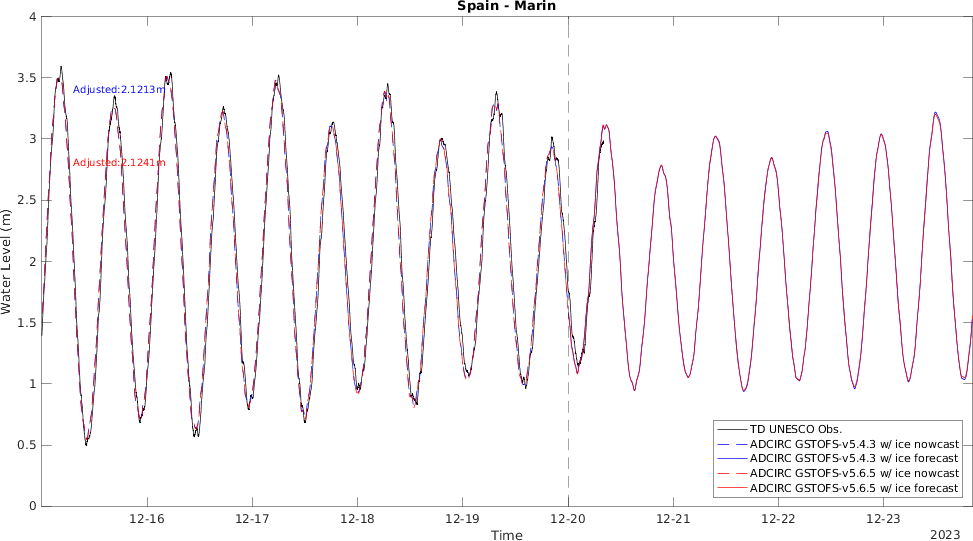 Spain - Marin
4
3.5
3
2.5
2
1.5
1
0.5
0
Water Level (m)
Adjusted:2.1213m
Adjusted:2.1241m
TD UNESCO Obs.
ADCIRC GSTOFS-v5.4.3 w/ ice nowcast
ADCIRC GSTOFS-v5.4.3 w/ ice forecast
ADCIRC GSTOFS-v5.6.5 w/ ice nowcast
ADCIRC GSTOFS-v5.6.5 w/ ice forecast
12-16 12-17 12-18 12-19 12-20 12-21 12-22 12-23
Time
2023